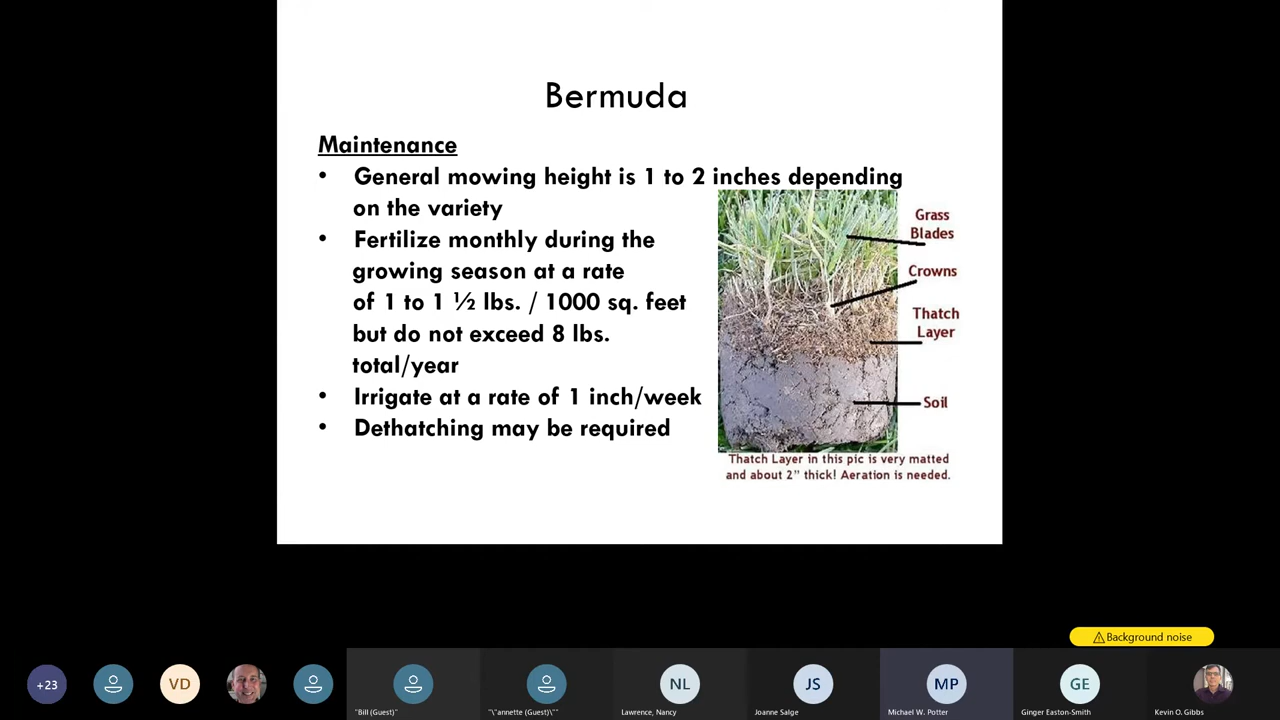 Bermuda
Maintenance
• General mowing height is 1 to 2 inches depending
on the variety
• Fertilize monthly during the
growing season at a rate
of 1 to 1 ½ lbs. / 1000 sq. feet
but do not exceed 8 lbs.
total/year
• Irrigate at a rate of 1 inch/week
• Dethatching may be required
Grass
Blades
Crowns
Thatch
Layer
Soil
Thatch Layer in this pic is very matted
and about 2" thick! Aeration is needed.
Background noise
+23
VD
NL
JS
MP
GE
"Bill (Guest)"
"\"annette (Guest)\""
Lawrence, Nancy
Joanne Salge
Michael W. Potter
Ginger Easton-Smith
Kevin O. Gibbs